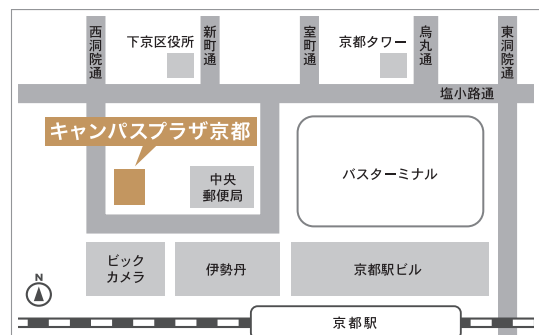 西洞院通
下京区役所
新町通
室町通
京都タワー
烏丸通
東洞院通
塩小路通
キャンパスプラザ京都
中央
郵便局
バスターミナル
ビック
カメラ
伊勢丹
京都駅ビル
N
京都駅